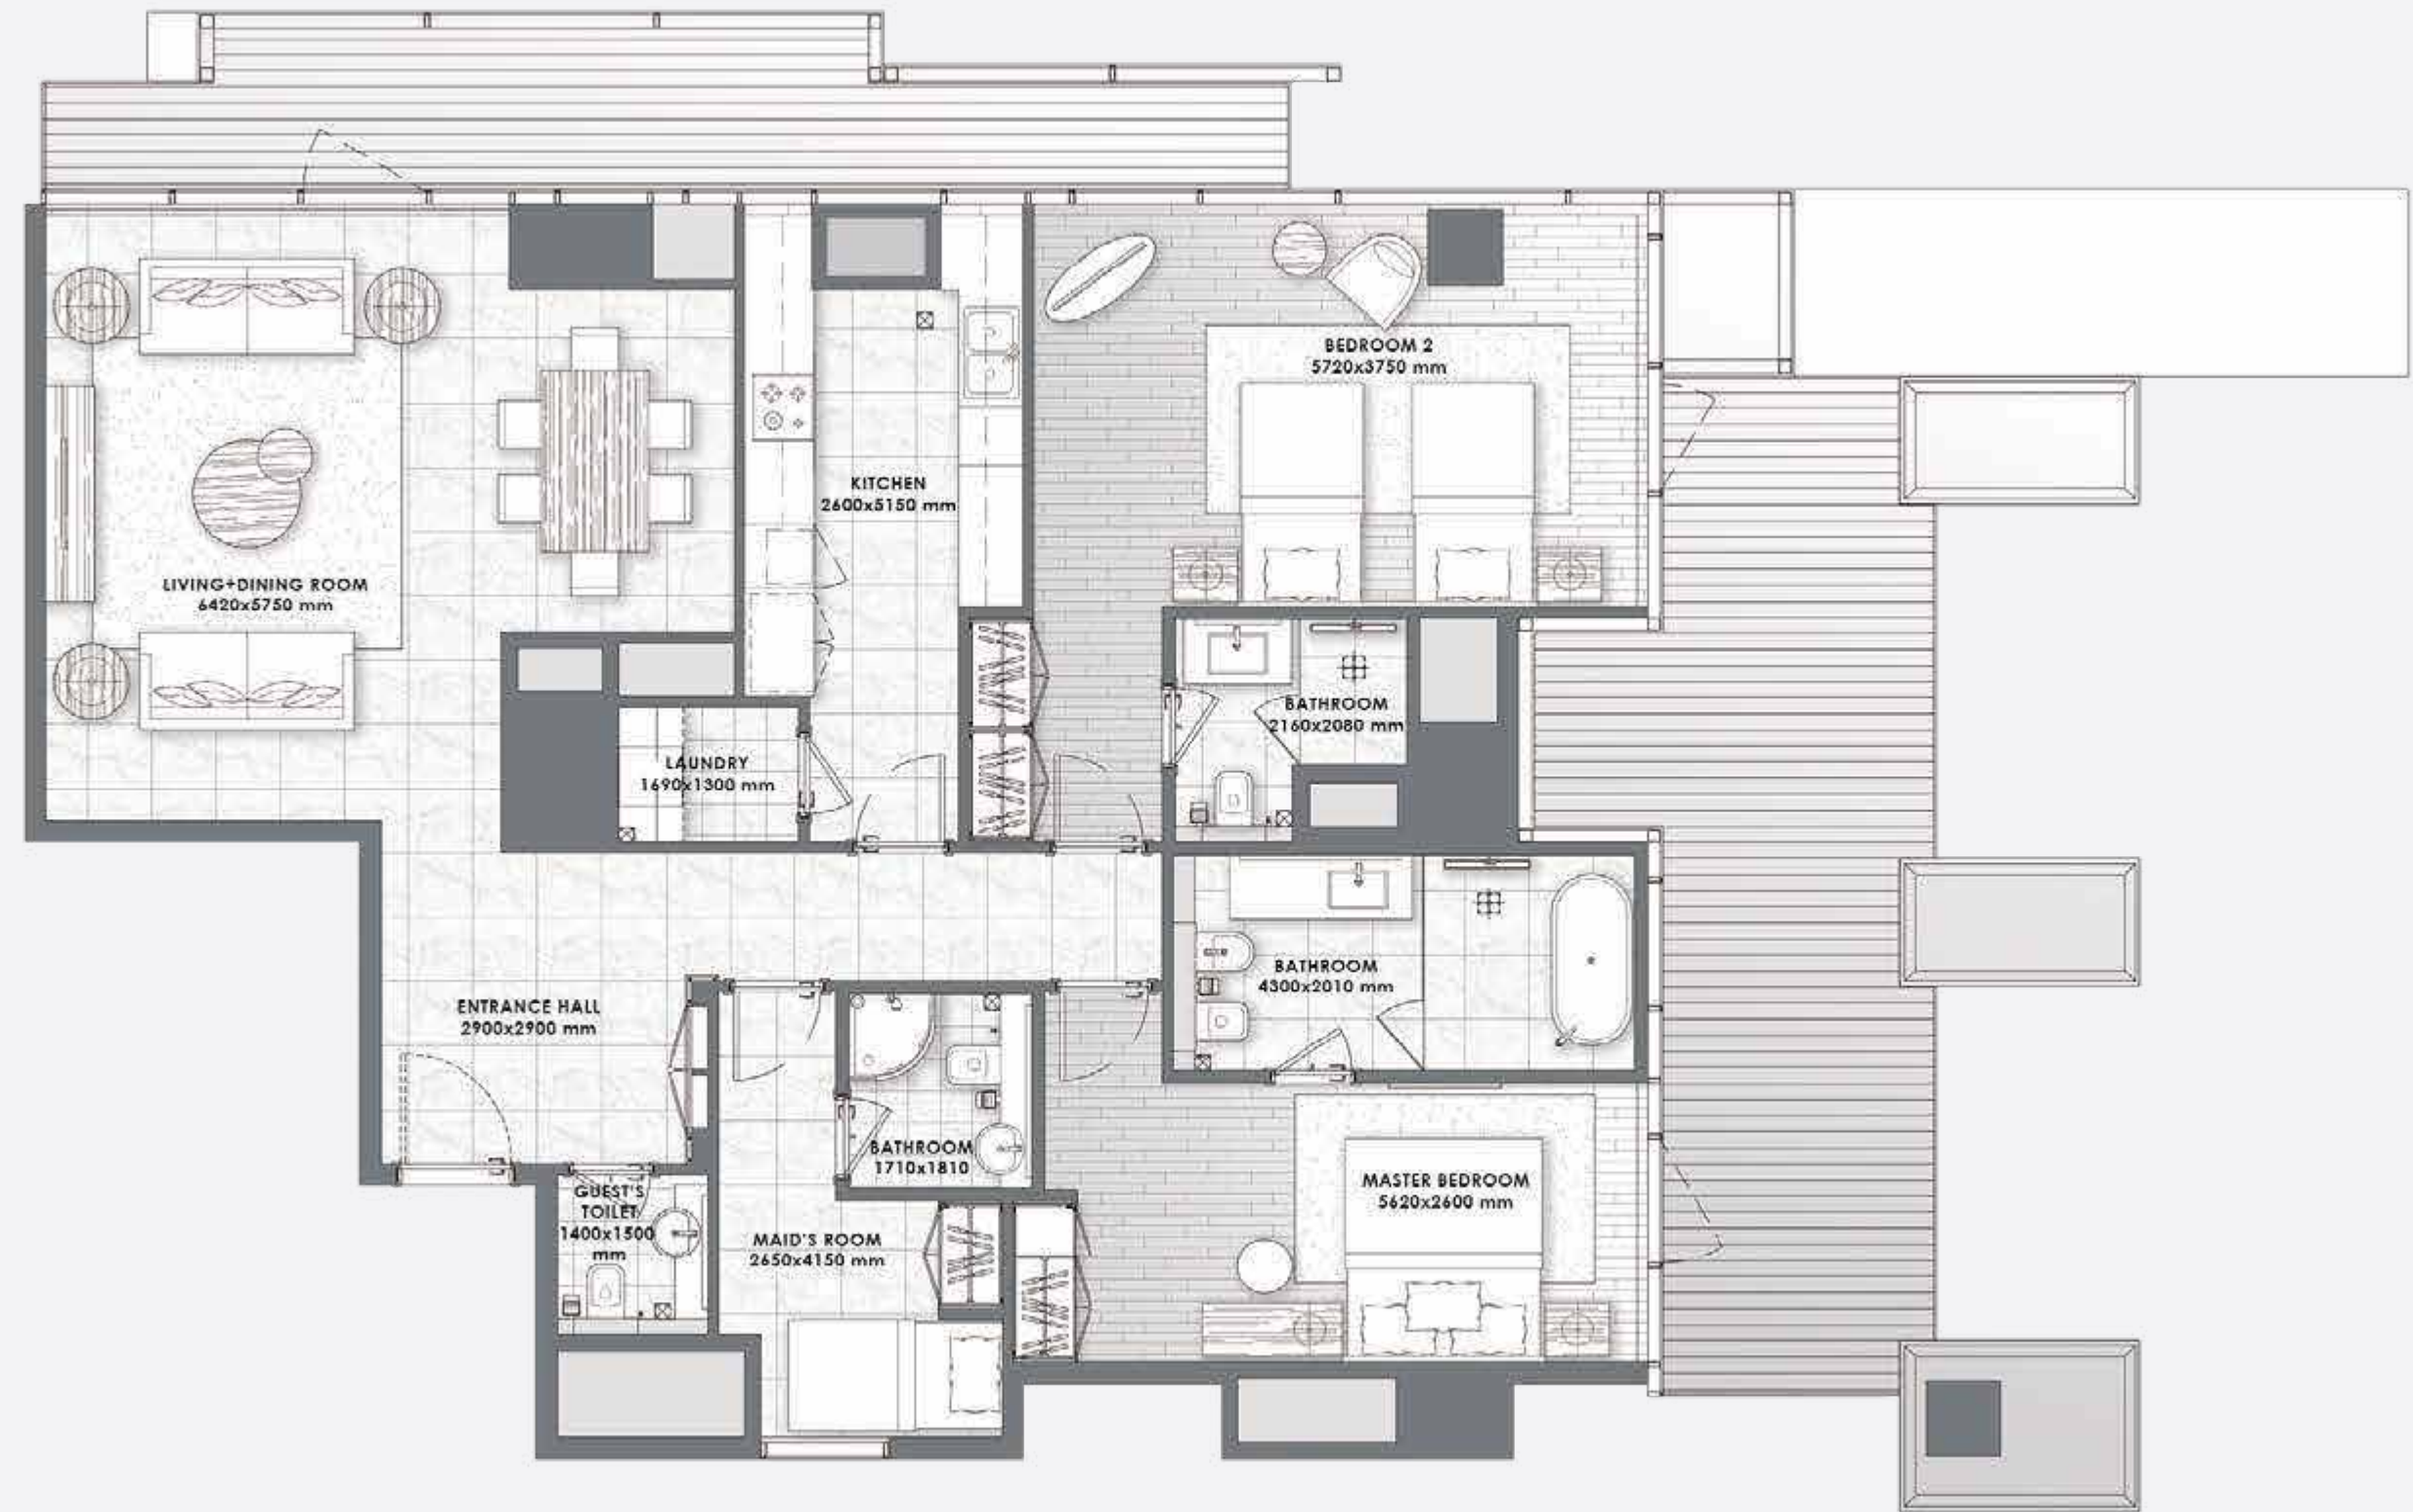 BEDROOM 2
5720x3750 mm
KITCHEN
2600x5150 mm
LIVING+DINING ROOM
6420x5750 mm
BATHROOM
2160x2080 mm
LAUNDRY
1690x1300 mm
BATHROOM
4300x2010 mm
ENTRANCE HALL
2900x2900 mm
BATHROOM
1710x1810
MASTER BEDROOM
5620x2600 mm
GUEST'S
TOILET
1400x1500
mm
MAID'S ROOM
2650x4150 mm